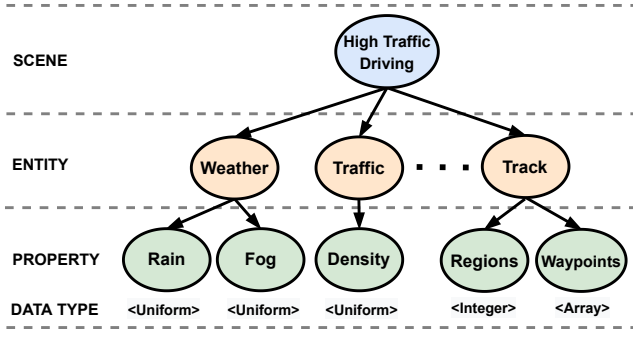 High Traffic
Driving
SCENE
ENTITY
Weather
Traffic
. . .
Track
PROPERTY
Rain
Fog
Density
Regions
Waypoints
DATA TYPE
<Uniform>
<Uniform>
<Uniform>
<Integer>
<Array>